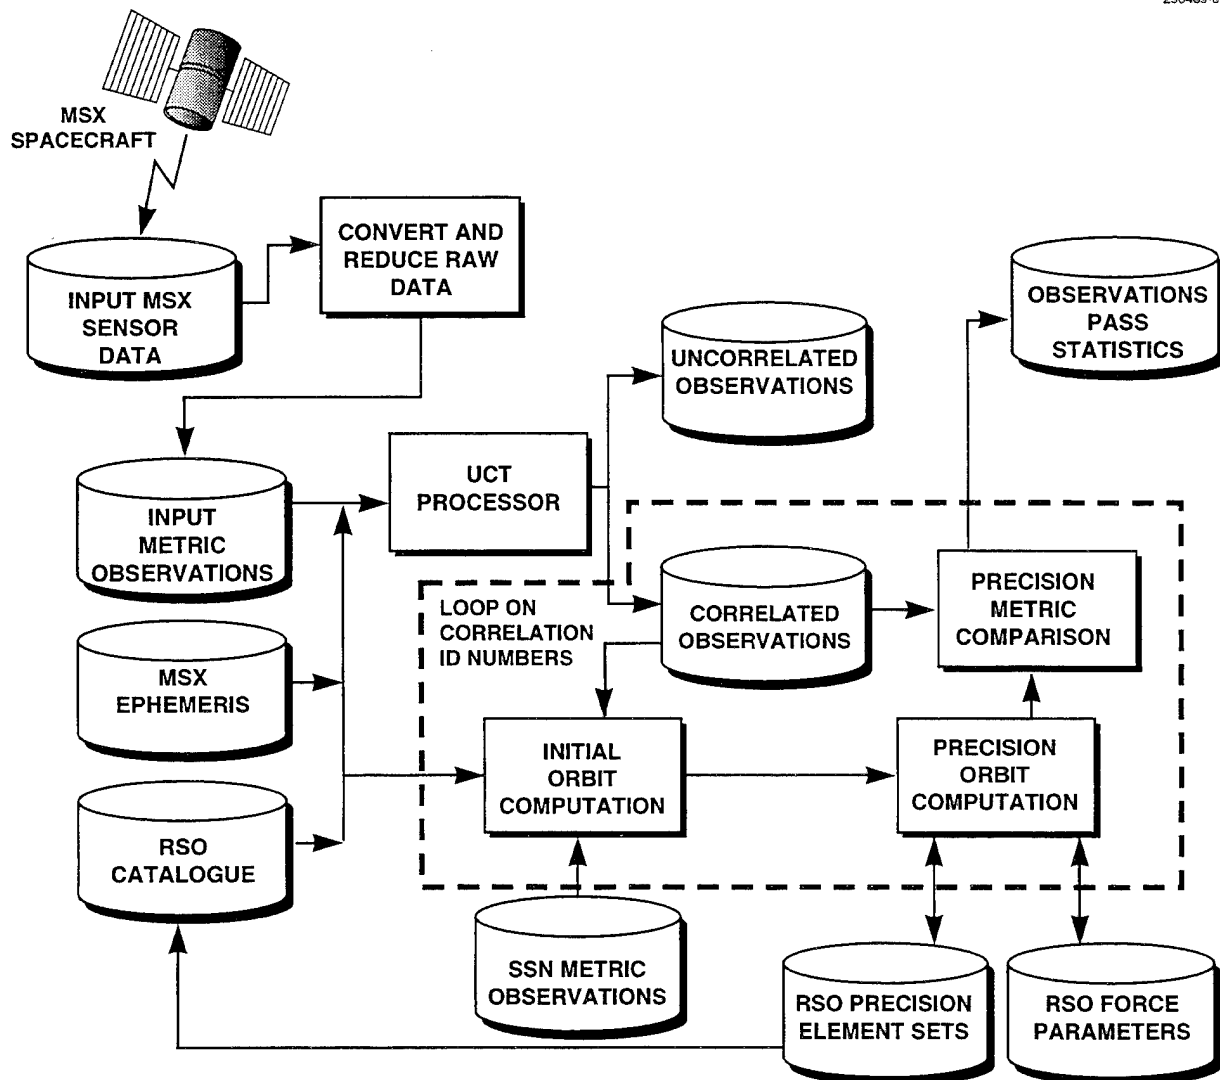 MSX
SPACECRAFT
INPUT MSX
SENSOR
DATA
CONVERT AND
REDUCE RAW
DATA
OBSERVATIONS
PASS
STATISTICS
UNCORRELATED
OBSERVATIONS
UCT
PROCESSOR
INPUT
METRIC
OBSERVATIONS
LOOP ON
CORRELATION
ID NUMBERS
CORRELATED
OBSERVATIONS
PRECISION
METRIC
COMPARISON
MSX
EPHEMERIS
INITIAL
ORBIT
COMPUTATION
PRECISION
ORBIT
COMPUTATION
RSO
CATALOGUE
SSN METRIC
OBSERVATIONS
RSO PRECISION
ELEMENT SETS
RSO FORCE
PARAMETERS